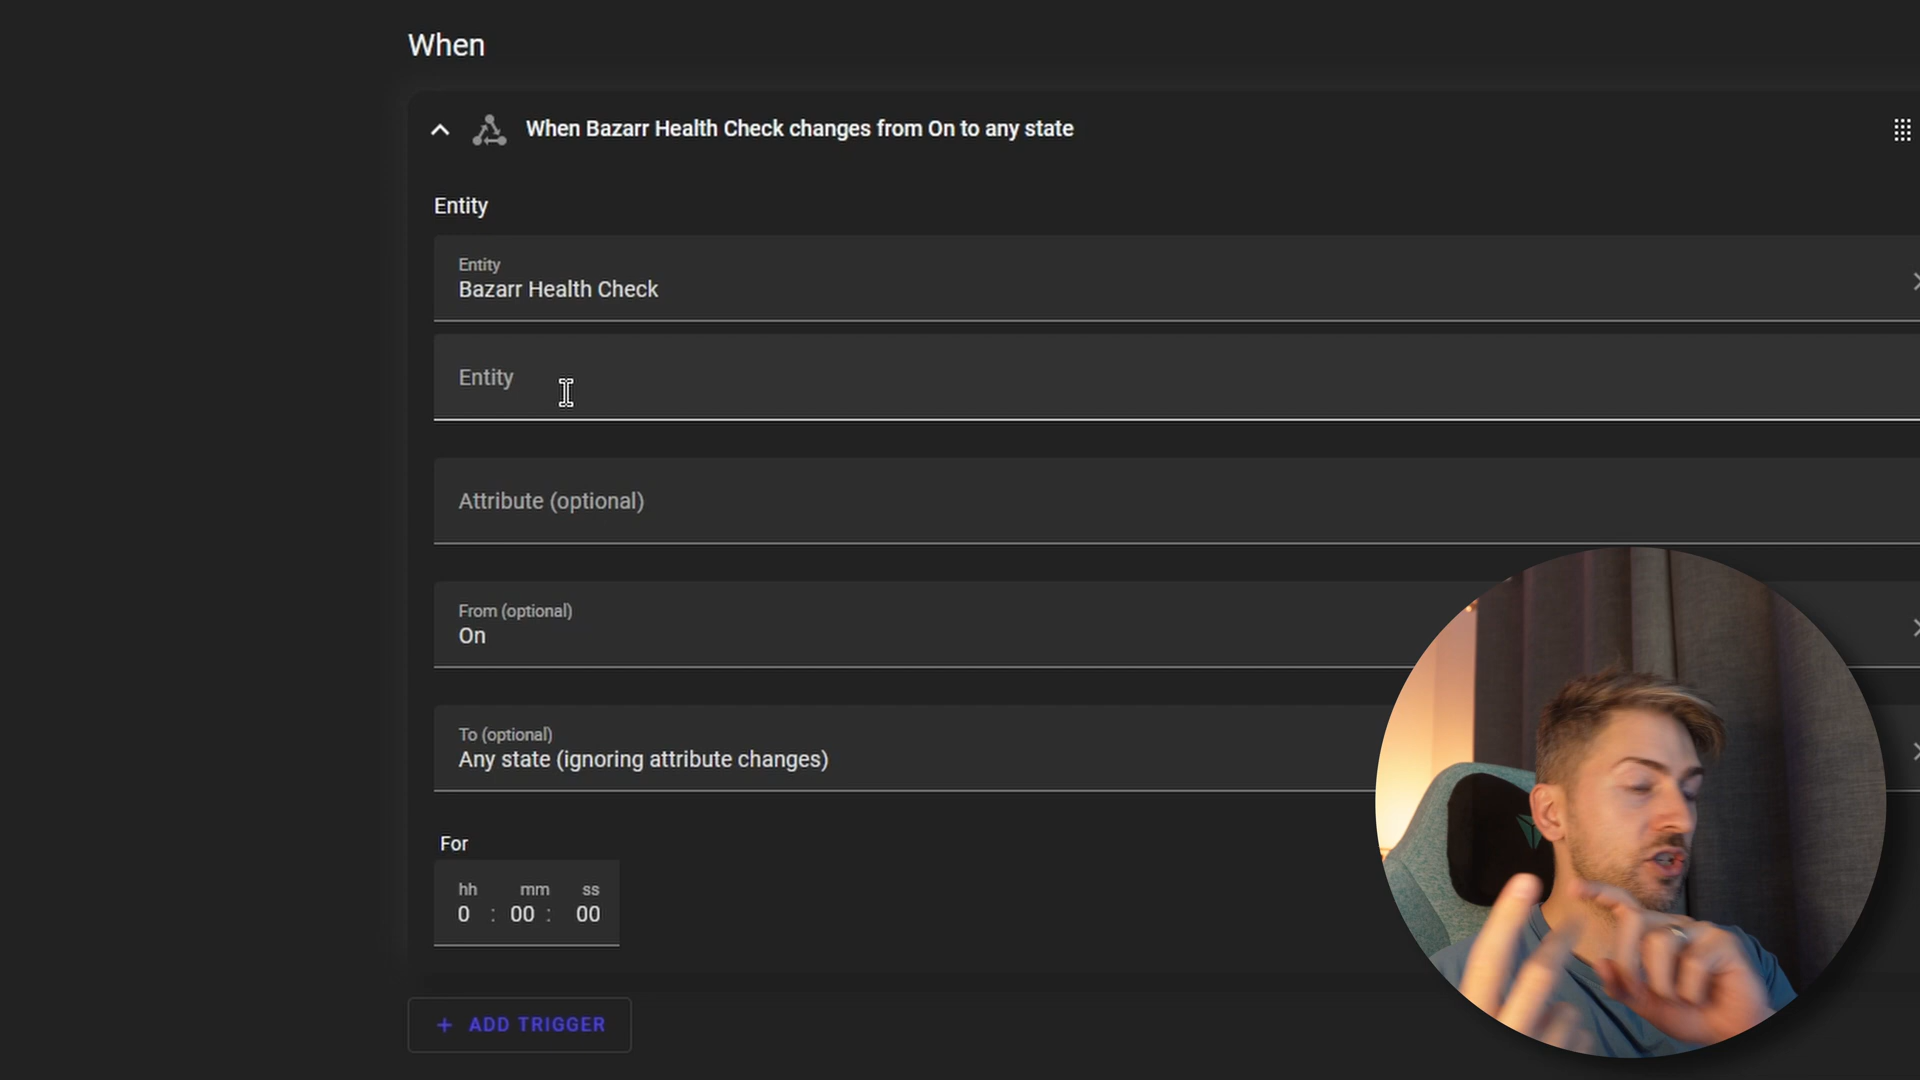 When
When Bazarr Health Check changes from On to any state
Entity
Entity
Bazarr Health Check
Entity
Attribute (optional)
From (optional)
On
To (optional)
Any state (ignoring attribute changes)
For
hh mm ss
0 : 00 : 00
+ ADD TRIGGER